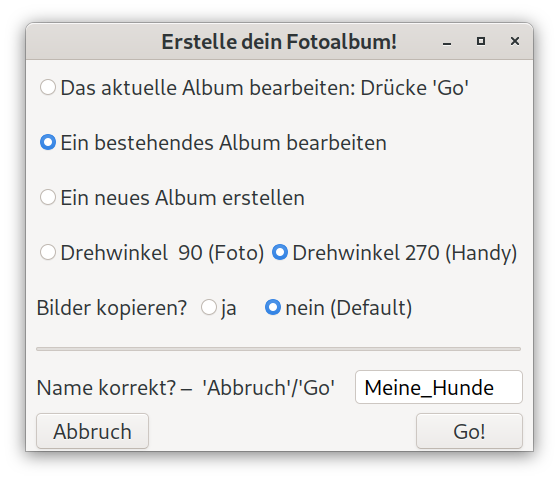 Erstelle dein Fotoalbum!
Das aktuelle Album bearbeiten: Drücke 'Go'
Ein bestehendes Album bearbeiten
Ein neues Album erstellen
Drehwinkel  90 (Foto) Drehwinkel 270 (Handy)
Bilder kopieren? ja nein (Default)
Name korrekt? –  'Abbruch'/'Go' Meine_Hunde
Abbruch Go!